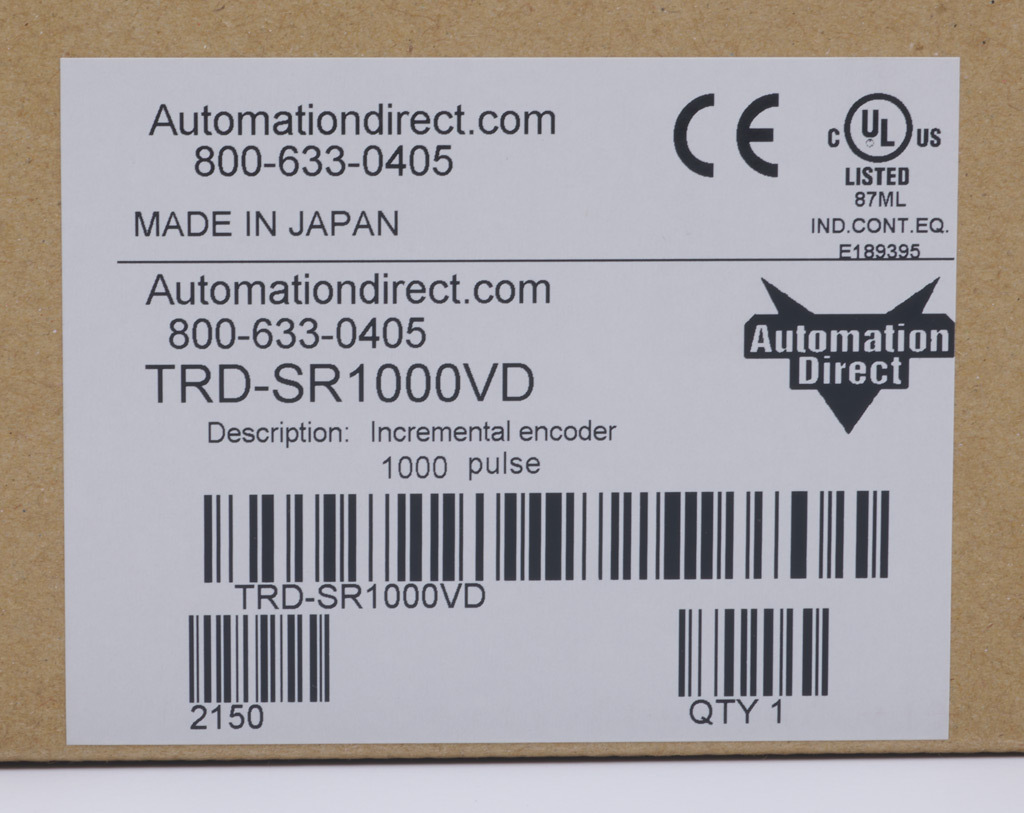 Automationdirect.com
800-633-0405
MADE IN JAPAN
CE
C UL US
LISTED
87ML
IND.CONT.EQ.
E189395
Automationdirect.com
800-633-0405
TRD-SR1000VD
Automation
Direct
Description: Incremental encoder
1000 pulse
TRD-SR1000VD
2150
QTY 1